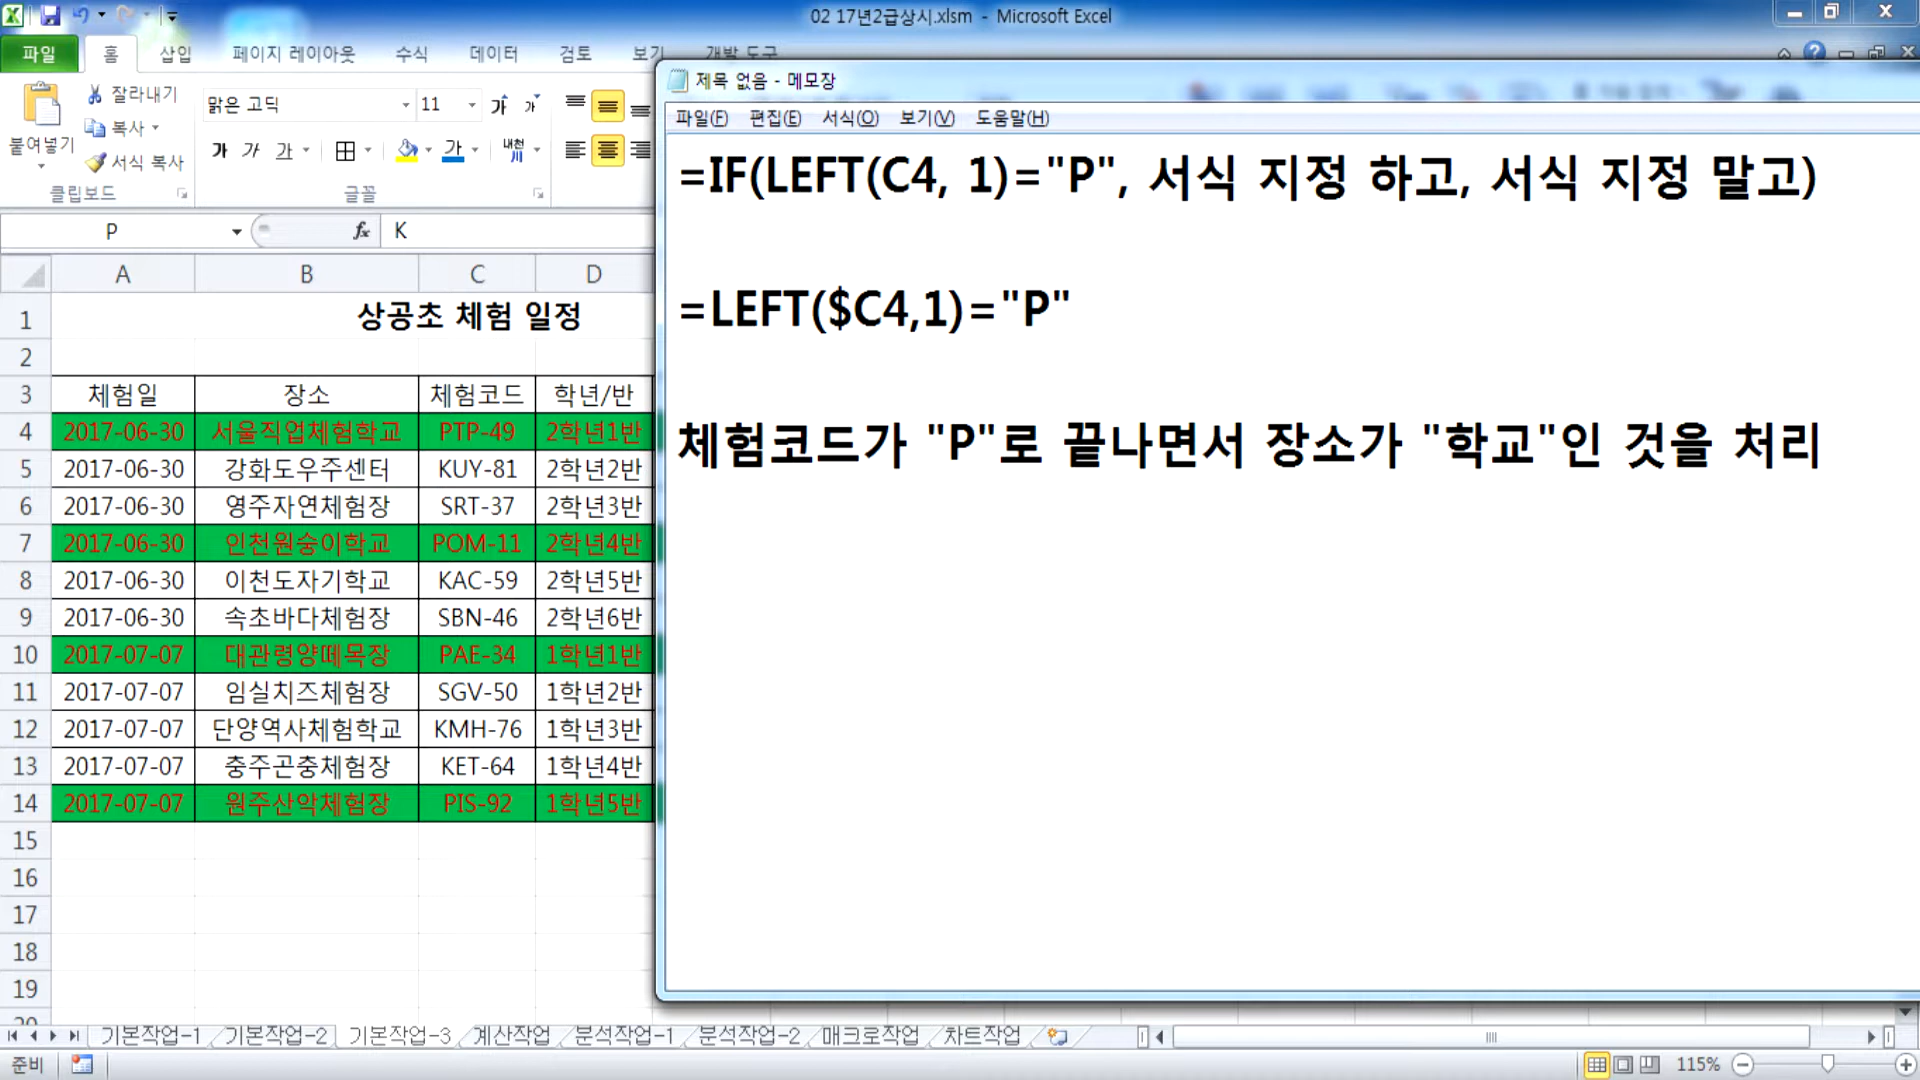 02 17년2급상시.xlsm - Microsoft Excel
파일 홈 삽입 페이지 레이아웃 수식 데이터 검토 보기 개발 도구
잘라내기
복사
서식 복사
붙여넣기
클립보드
맑은 고딕 11
가 가
가 가 가 가 내천
글꼴
P fx K
A B C D
1 상공초 체험 일정
2
3 체험일 장소 체험코드 학년/반
4 2017-06-30 서울직업체험학교 PTP-49 2학년1반
5 2017-06-30 강화도우주센터 KUY-81 2학년2반
6 2017-06-30 영주자연체험장 SRT-37 2학년3반
7 2017-06-30 인천원숭이학교 POM-11 2학년4반
8 2017-06-30 이천도자기학교 KAC-59 2학년5반
9 2017-06-30 속초바다체험장 SBN-46 2학년6반
10 2017-07-07 대관령양떼목장 PAE-34 1학년1반
11 2017-07-07 임실치즈체험장 SGV-50 1학년2반
12 2017-07-07 단양역사체험학교 KMH-76 1학년3반
13 2017-07-07 충주곤충체험장 KET-64 1학년4반
14 2017-07-07 원주산악체험장 PIS-92 1학년5반
15
16
17
18
19
20
제목 없음 - 메모장
파일(F) 편집(E) 서식(O) 보기(V) 도움말(H)
=IF(LEFT(C4, 1)="P", 서식 지정 하고, 서식 지정 말고)
=LEFT($C4,1)="P"
체험코드가 "P"로 끝나면서 장소가 "학교"인 것을 처리
기본작업-1 기본작업-2 기본작업-3 계산작업 분석작업-1 분석작업-2 매크로작업 차트작업
준비 115%